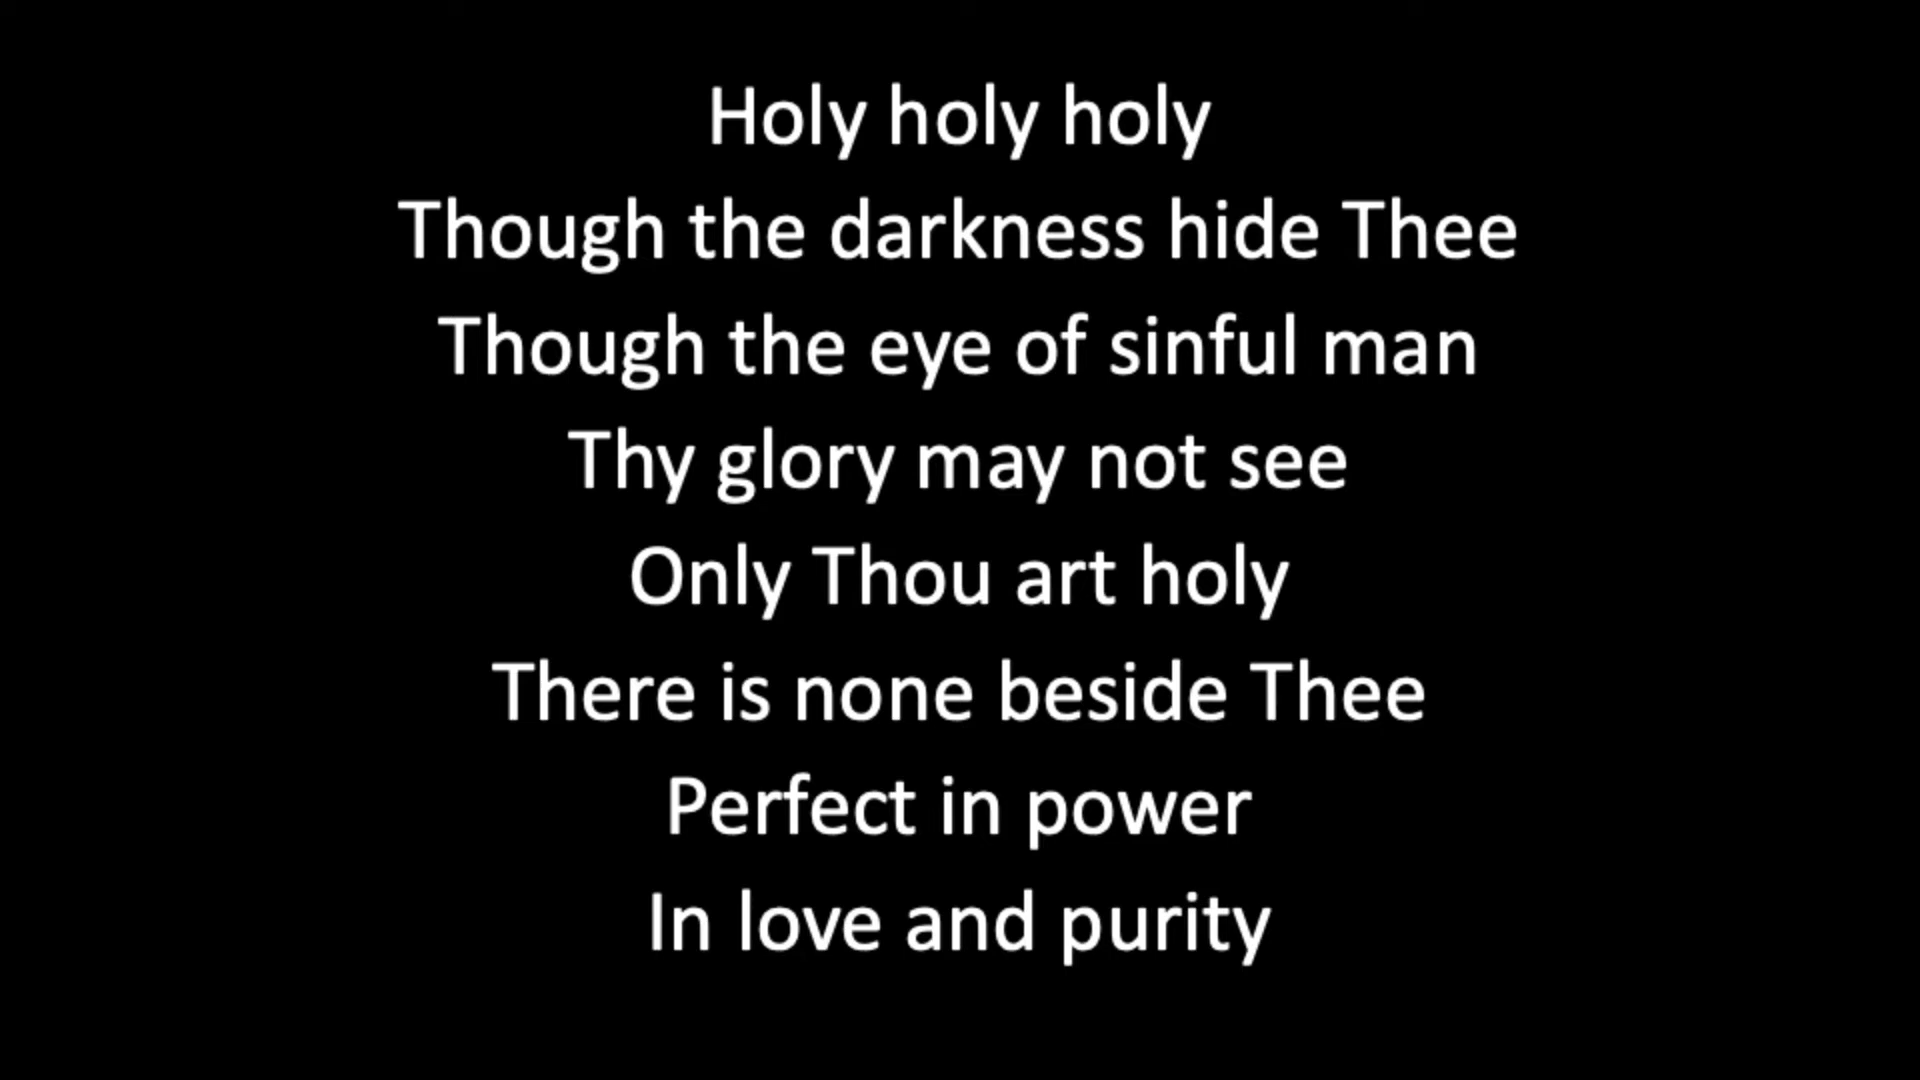 Holy holy holy
Though the darkness hide Thee
Though the eye of sinful man
Thy glory may not see
Only Thou art holy
There is none beside Thee
Perfect in power
In love and purity